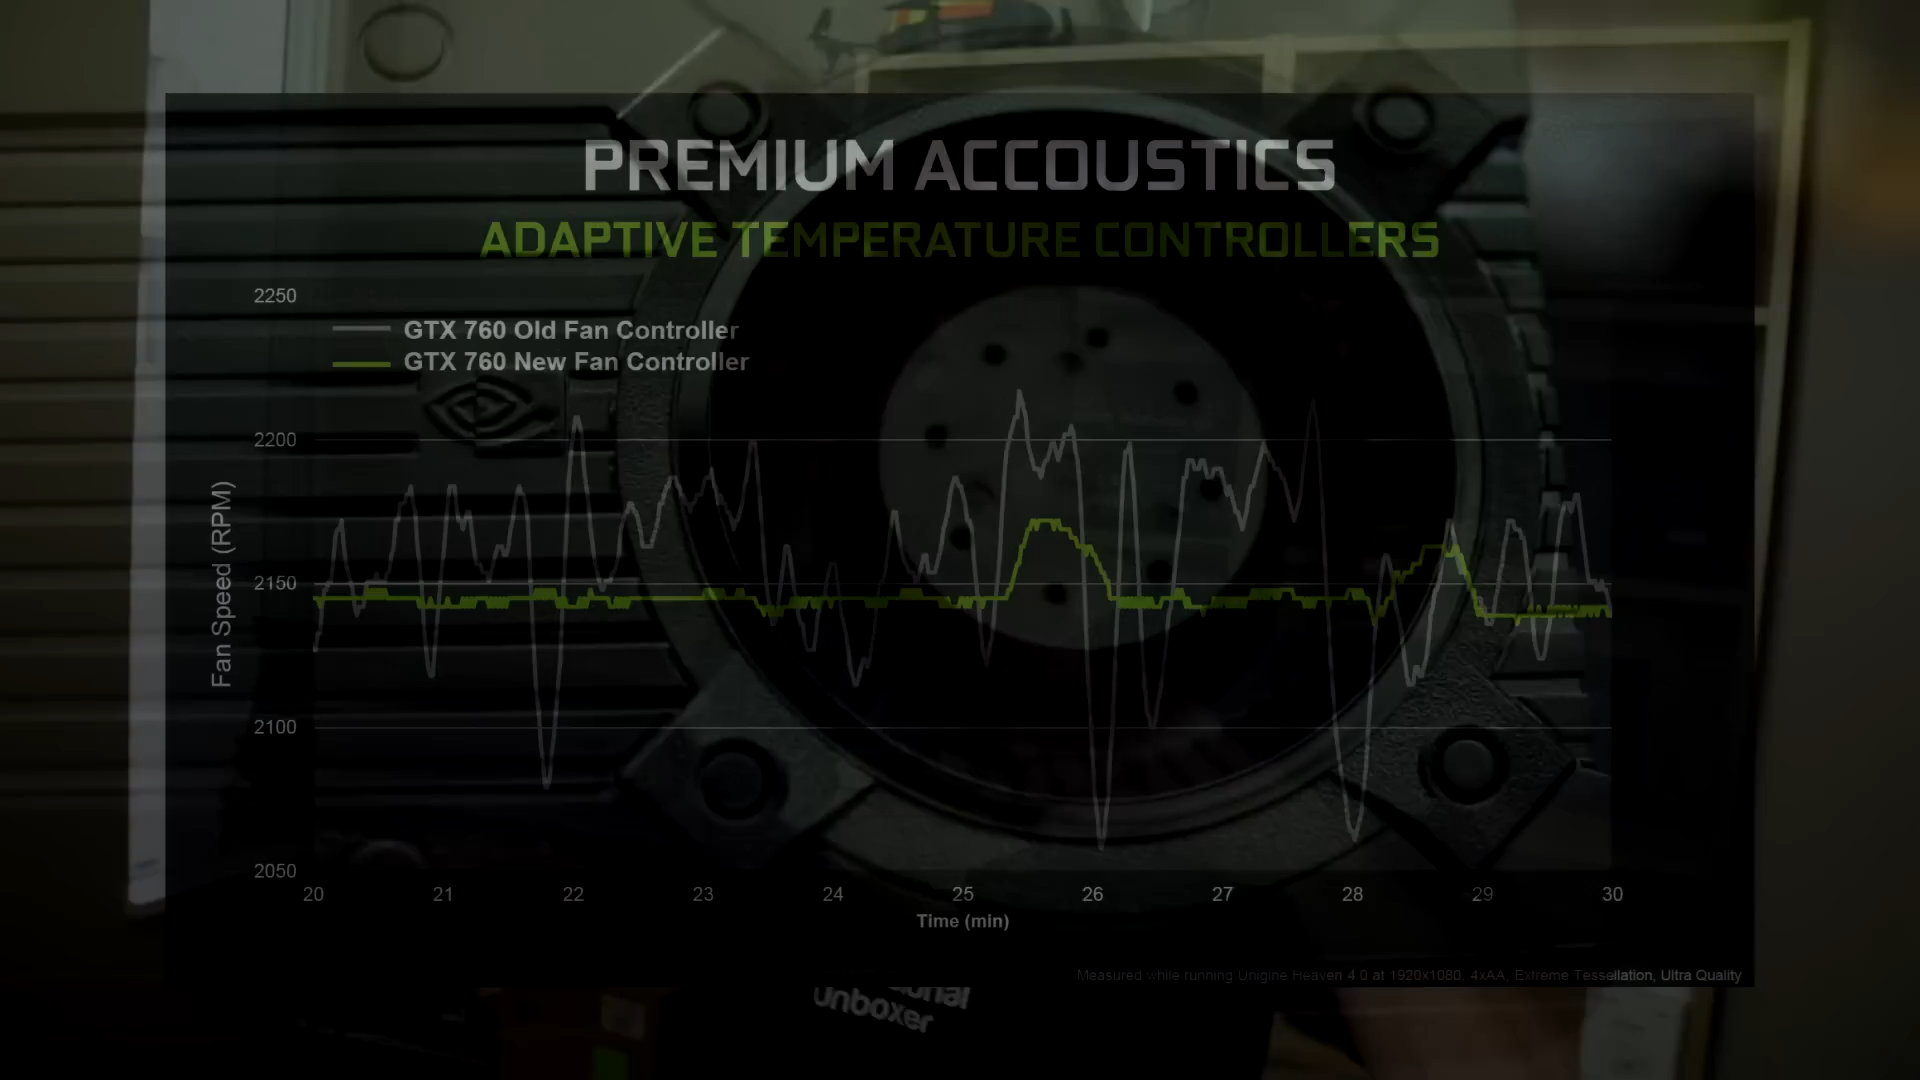 PREMIUM ACCOUSTICS
ADAPTIVE TEMPERATURE CONTROLLERS
2250
GTX 760 Old Fan Controller
GTX 760 New Fan Controller
2200
2150
2100
2050
Fan Speed (RPM)
20 21 22 23 24 25 26 27 28 29 30
Time (min)
Measured while running Unigine Heaven 4.0 at 1920x1080, 4xAA, Extreme Tessellation, Ultra Quality
unboxer